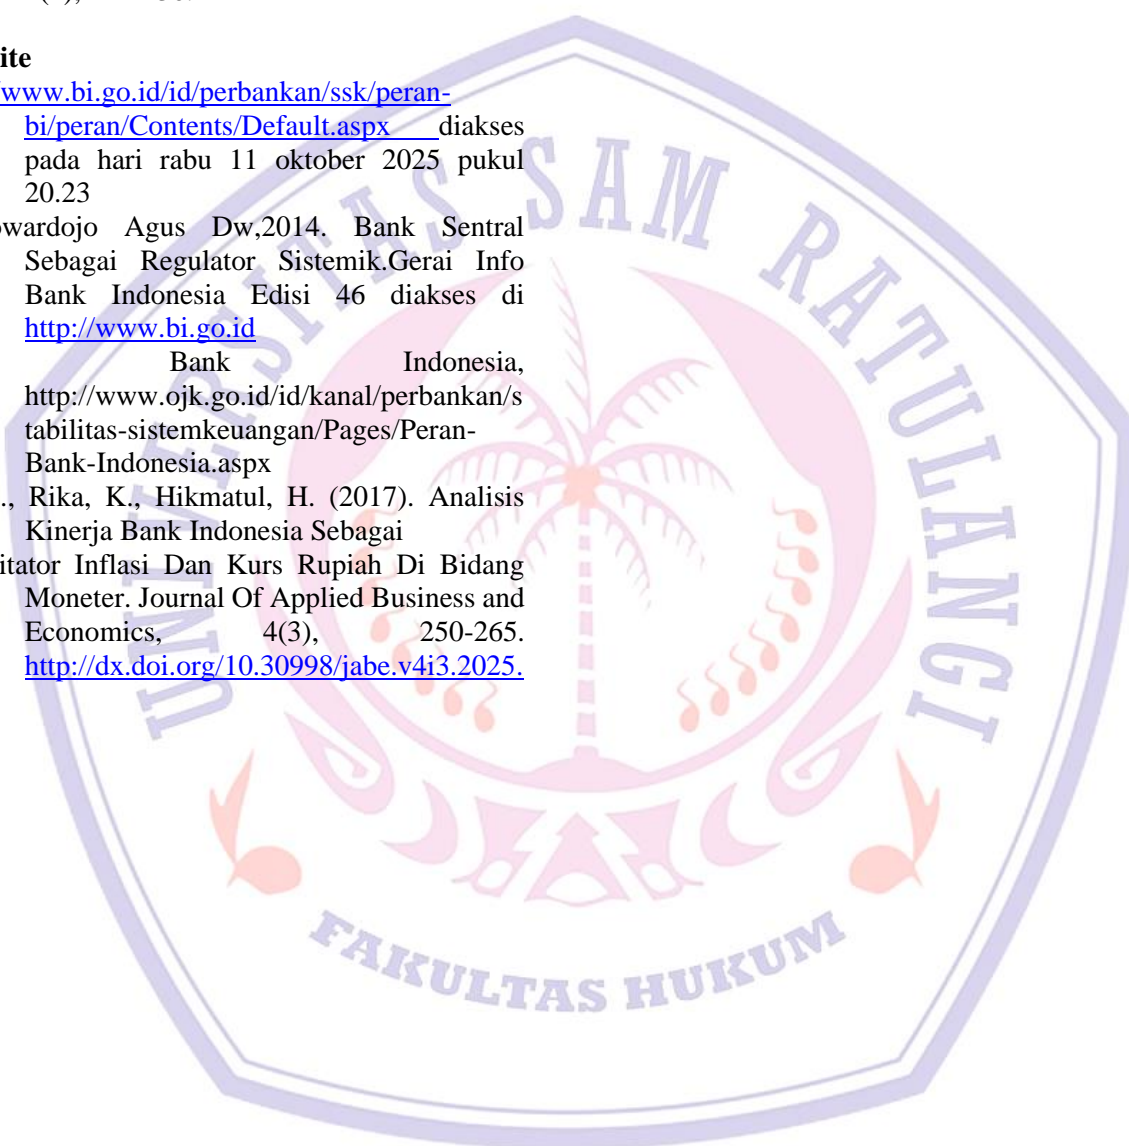 ite
/www.bi.go.id/id/perbankan/ssk/peran-
bi/peran/Contents/Default.aspx diakses
pada hari rabu 11 oktober 2025 pukul
20.23
owardojo Agus Dw,2014. Bank Sentral
Sebagai Regulator Sistemik.Gerai Info
Bank Indonesia Edisi 46 diakses di
http://www.bi.go.id
Bank Indonesia,
http://www.ojk.go.id/id/kanal/perbankan/s
tabilitas-sistemkeuangan/Pages/Peran-
Bank-Indonesia.aspx
., Rika, K., Hikmatul, H. (2017). Analisis
Kinerja Bank Indonesia Sebagai
itator Inflasi Dan Kurs Rupiah Di Bidang
Moneter. Journal Of Applied Business and
Economics, 4(3), 250-265.
http://dx.doi.org/10.30998/jabe.v4i3.2025.
UNIVERSITAS SAM RATULANGI
FAKULTAS HUKUM